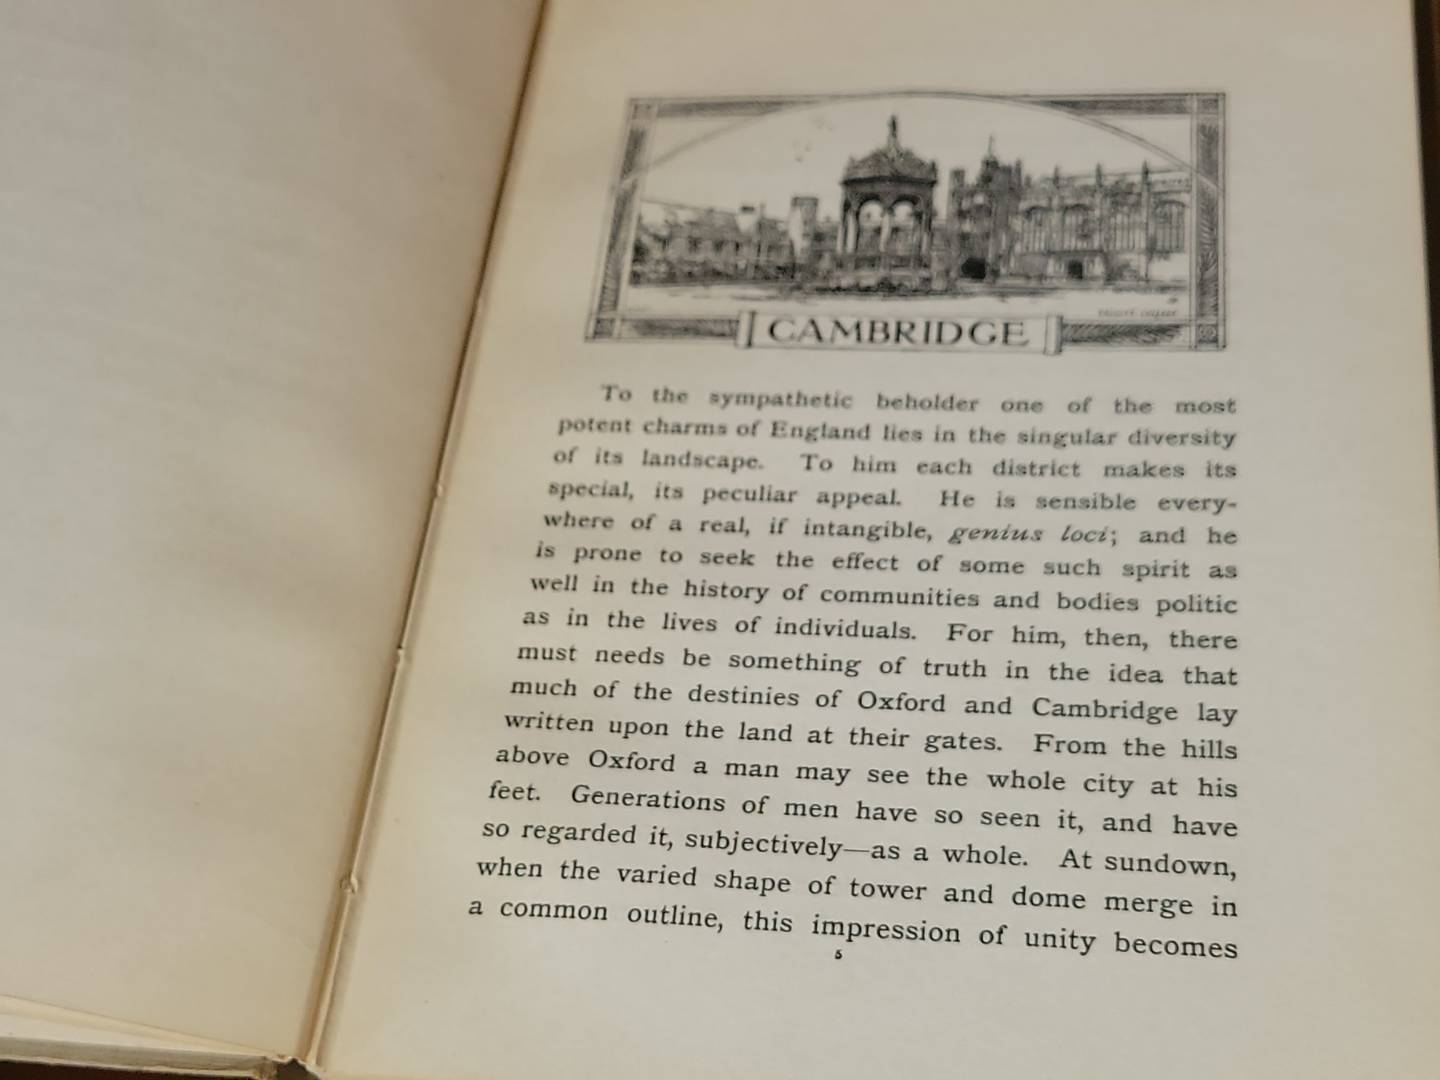 CAMBRIDGE
To the sympathetic beholder one of the most
potent charms of England lies in the singular diversity
of its landscape. To him each district makes its
special, its peculiar appeal. He is sensible every-
where of a real, if intangible, genius loci; and he
is prone to seek the effect of some such spirit as
well in the history of communities and bodies politic
as in the lives of individuals. For him, then, there
must needs be something of truth in the idea that
much of the destinies of Oxford and Cambridge lay
written upon the land at their gates. From the hills
above Oxford a man may see the whole city at his
feet. Generations of men have so seen it, and have
so regarded it, subjectively—as a whole. At sundown,
when the varied shape of tower and dome merge in
a common outline, this impression of unity becomes
5